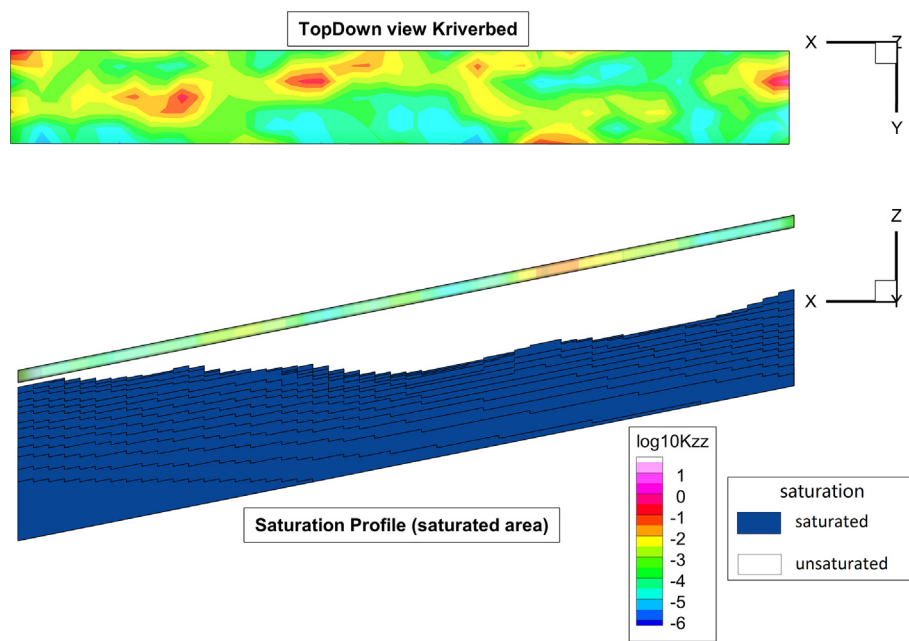 TopDown view Kriverbed
X
Z
Y
Z
X
Y
log10Kzz
1
0
-1
-2
-3
-4
-5
-6
Saturation Profile (saturated area)
saturation
saturated
unsaturated